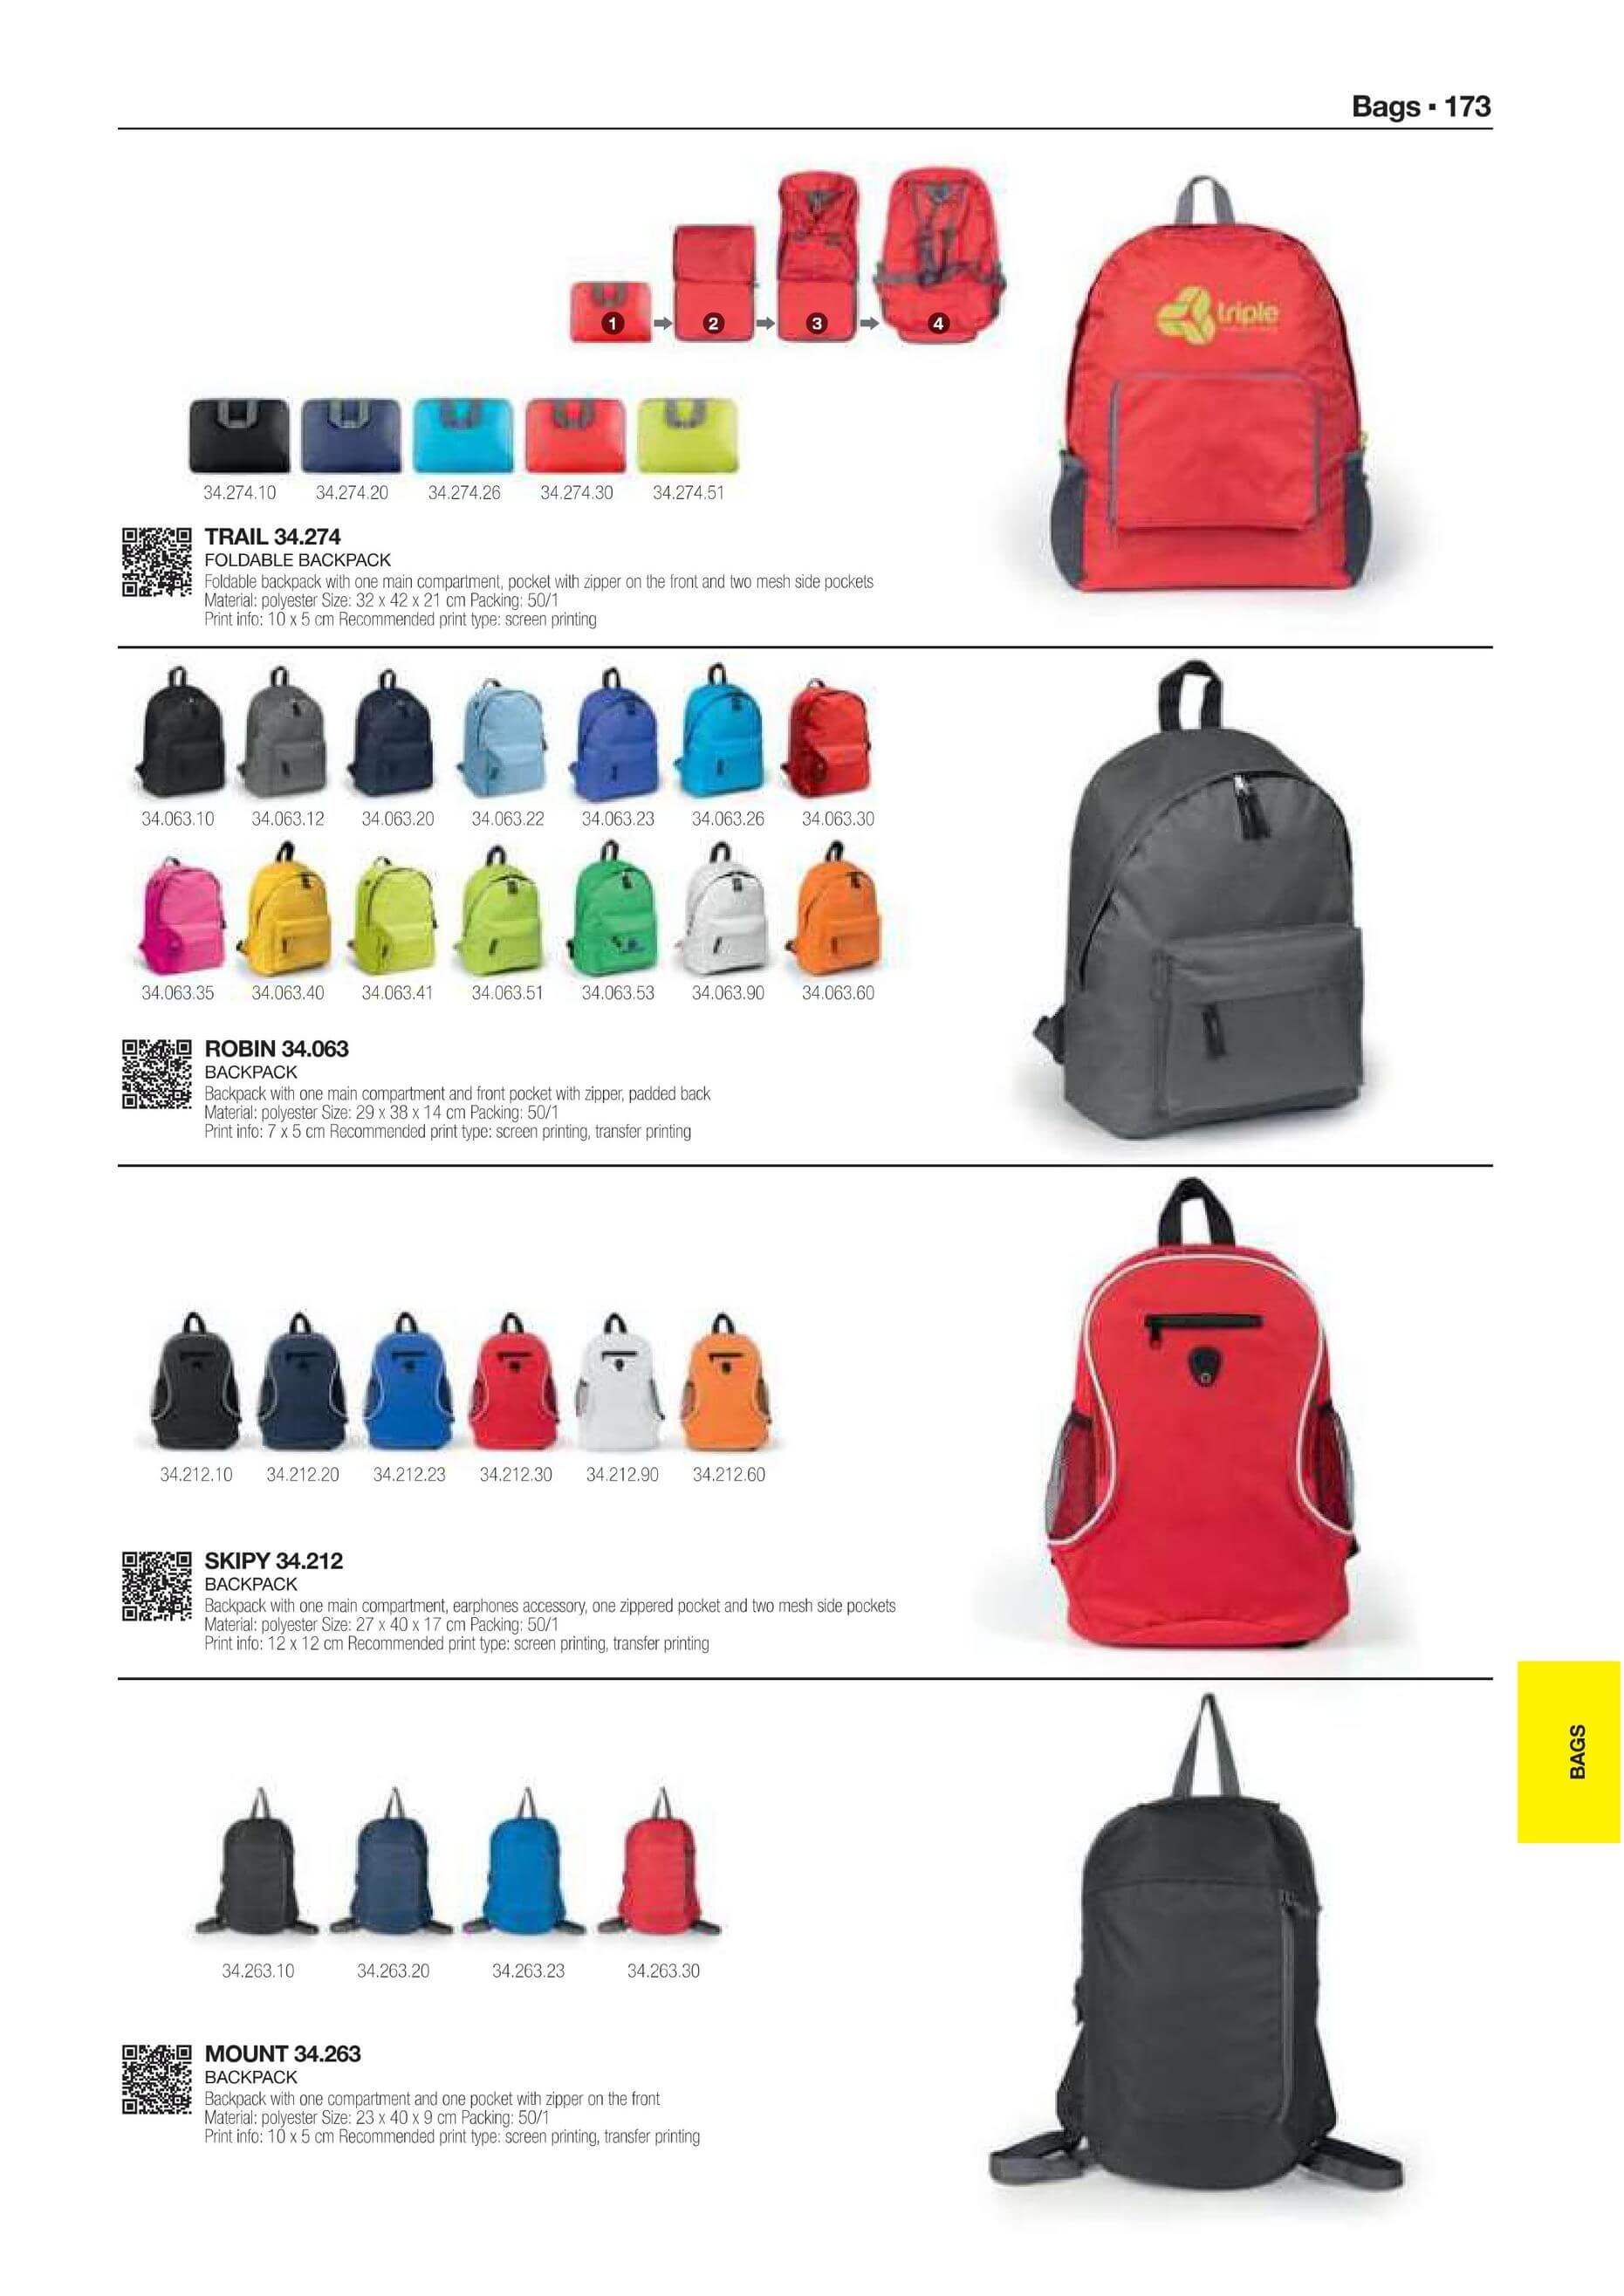 Bags ▪ 173
1
2
3
4
triple
34.274.10 34.274.20 34.274.26 34.274.30 34.274.51
TRAIL 34.274
FOLDABLE BACKPACK
Foldable backpack with one main compartment, pocket with zipper on the front and two mesh side pockets
Material: polyester Size: 32 x 42 x 21 cm Packing: 50/1
Print info: 10 x 5 cm Recommended print type: screen printing
34.063.10 34.063.12 34.063.20 34.063.22 34.063.23 34.063.26 34.063.30
34.063.35 34.063.40 34.063.41 34.063.51 34.063.53 34.063.90 34.063.60
ROBIN 34.063
BACKPACK
Backpack with one main compartment and front pocket with zipper, padded back
Material: polyester Size: 29 x 38 x 14 cm Packing: 50/1
Print info: 7 x 5 cm Recommended print type: screen printing, transfer printing
34.212.10 34.212.20 34.212.23 34.212.30 34.212.90 34.212.60
SKIPY 34.212
BACKPACK
Backpack with one main compartment, earphones accessory, one zippered pocket and two mesh side pockets
Material: polyester Size: 27 x 40 x 17 cm Packing: 50/1
Print info: 12 x 12 cm Recommended print type: screen printing, transfer printing
BAGS
34.263.10 34.263.20 34.263.23 34.263.30
MOUNT 34.263
BACKPACK
Backpack with one compartment and one pocket with zipper on the front
Material: polyester Size: 23 x 40 x 9 cm Packing: 50/1
Print info: 10 x 5 cm Recommended print type: screen printing, transfer printing